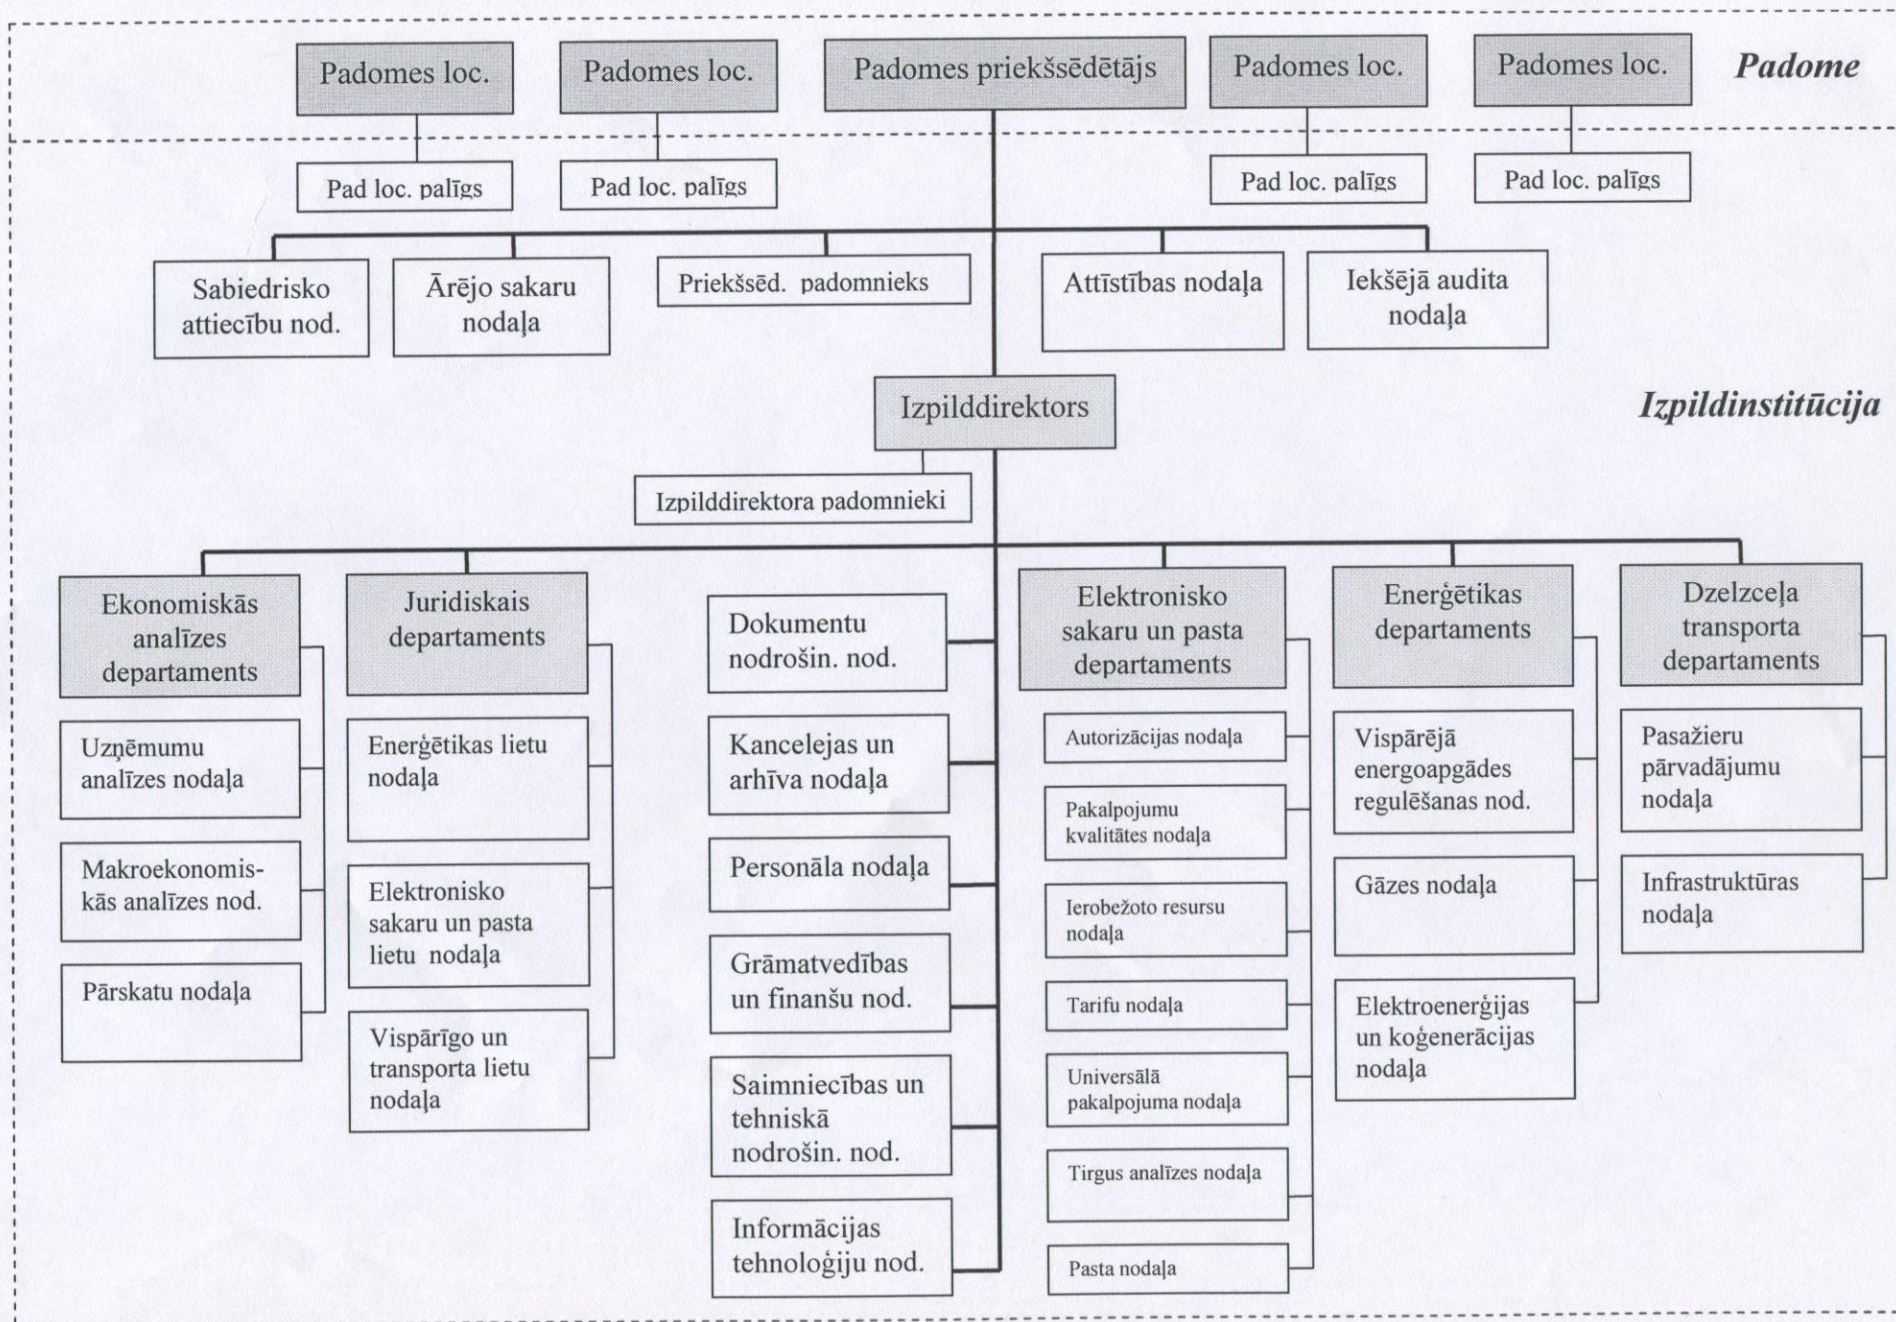 Padomes loc.
Padomes loc.
Padomes priekšsēdētājs
Padomes loc.
Padomes loc.
Padome
Pad loc. palīgs
Pad loc. palīgs
Pad loc. palīgs
Pad loc. palīgs
Sabiedrisko
attiecību nod.
Ārējo sakaru
nodaļa
Priekšsēd. padomnieks
Attīstības nodaļa
Iekšējā audita
nodaļa
Izpilddirektors
Izpildinstitūcija
Izpilddirektora padomnieki
Ekonomiskās
analīzes
departaments
Uzņēmumu
analīzes nodaļa
Makroekonomis-
kās analīzes nod.
Pārskatu nodaļa
Juridiskais
departaments
Enerģētikas lietu
nodaļa
Elektronisko
sakaru un pasta
lietu nodaļa
Vispārīgo un
transporta lietu
nodaļa
Dokumentu
nodrošin. nod.
Kancelejas un
arhīva nodaļa
Personāla nodaļa
Grāmatvedības
un finanšu nod.
Saimniecības un
tehniskā
nodrošin. nod.
Informācijas
tehnoloģiju nod.
Elektronisko
sakaru un pasta
departaments
Autorizācijas nodaļa
Pakalpojumu
kvalitātes nodaļa
Ierobežoto resursu
nodaļa
Tarifu nodaļa
Universālā
pakalpojuma nodaļa
Tirgus analīzes nodaļa
Pasta nodaļa
Enerģētikas
departaments
Vispārējā
energoapgādes
regulēšanas nod.
Gāzes nodaļa
Elektroenerģijas
un koģenerācijas
nodaļa
Dzelzceļa
transporta
departaments
Pasažieru
pārvadājumu
nodaļa
Infrastruktūras
nodaļa